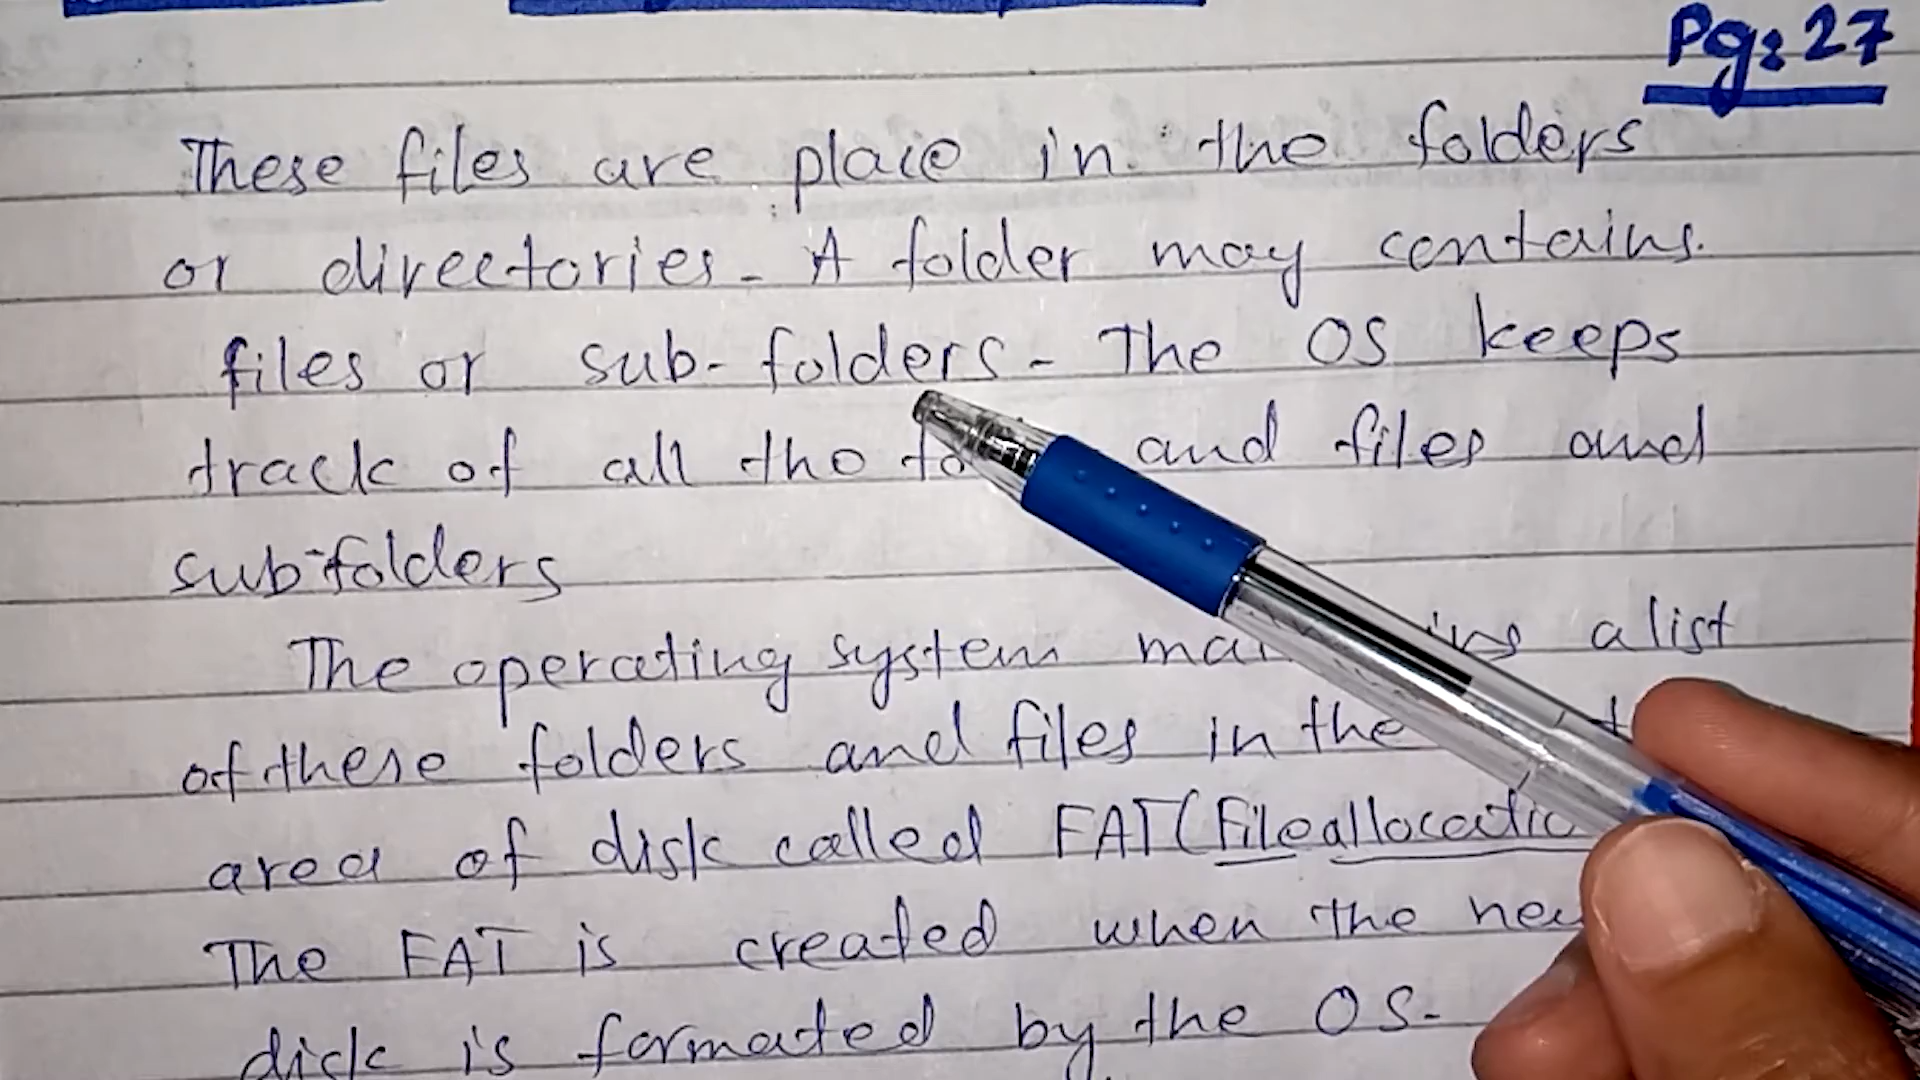 Pg: 27
These files are place in the folders
or directories. A folder may contains.
files or sub-folders- The OS keeps
track of all the and files and
sub-folders
The operating system a list
of these folders and files in the
area of disk called FAT (File allocatio
The FAT is created when the new
disk is formated by the OS-